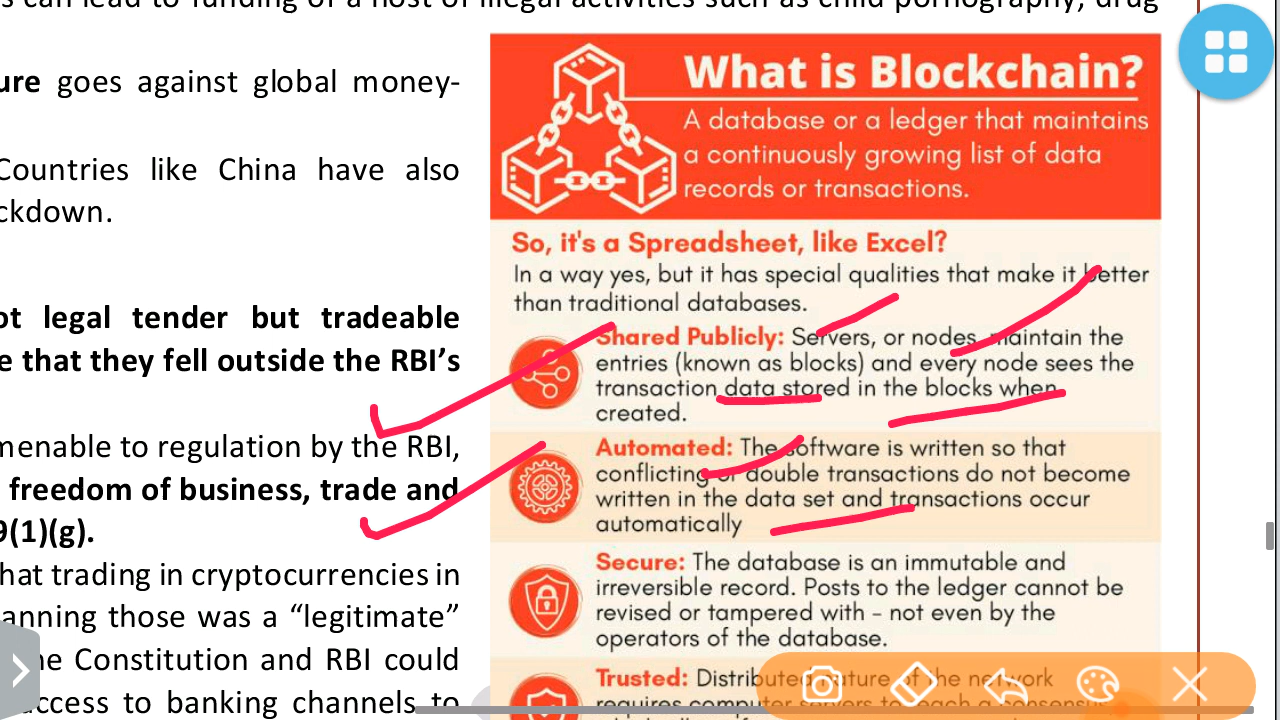 s can lead to funding of a host of illegal activities such as child pornography, drug
ure goes against global money-
Countries like China have also
ckdown.
ot legal tender but tradeable
e that they fell outside the RBI's
menable to regulation by the RBI,
freedom of business, trade and
9(1)(g).
hat trading in cryptocurrencies in
anning those was a “legitimate”
he Constitution and RBI could
access to banking channels to
What is Blockchain?
A database or a ledger that maintains
a continuously growing list of data
records or transactions.
So, it's a Spreadsheet, like Excel?
In a way yes, but it has special qualities that make it better
than traditional databases.
Shared Publicly: Servers, or nodes, maintain the
entries (known as blocks) and every node sees the
transaction data stored in the blocks when
created.
Automated: The software is written so that
conflicting or double transactions do not become
written in the data set and transactions occur
automatically
Secure: The database is an immutable and
irreversible record. Posts to the ledger cannot be
revised or tampered with – not even by the
operators of the database.
Trusted: Distributed nature of the network
requires computer servers to reach a consensus